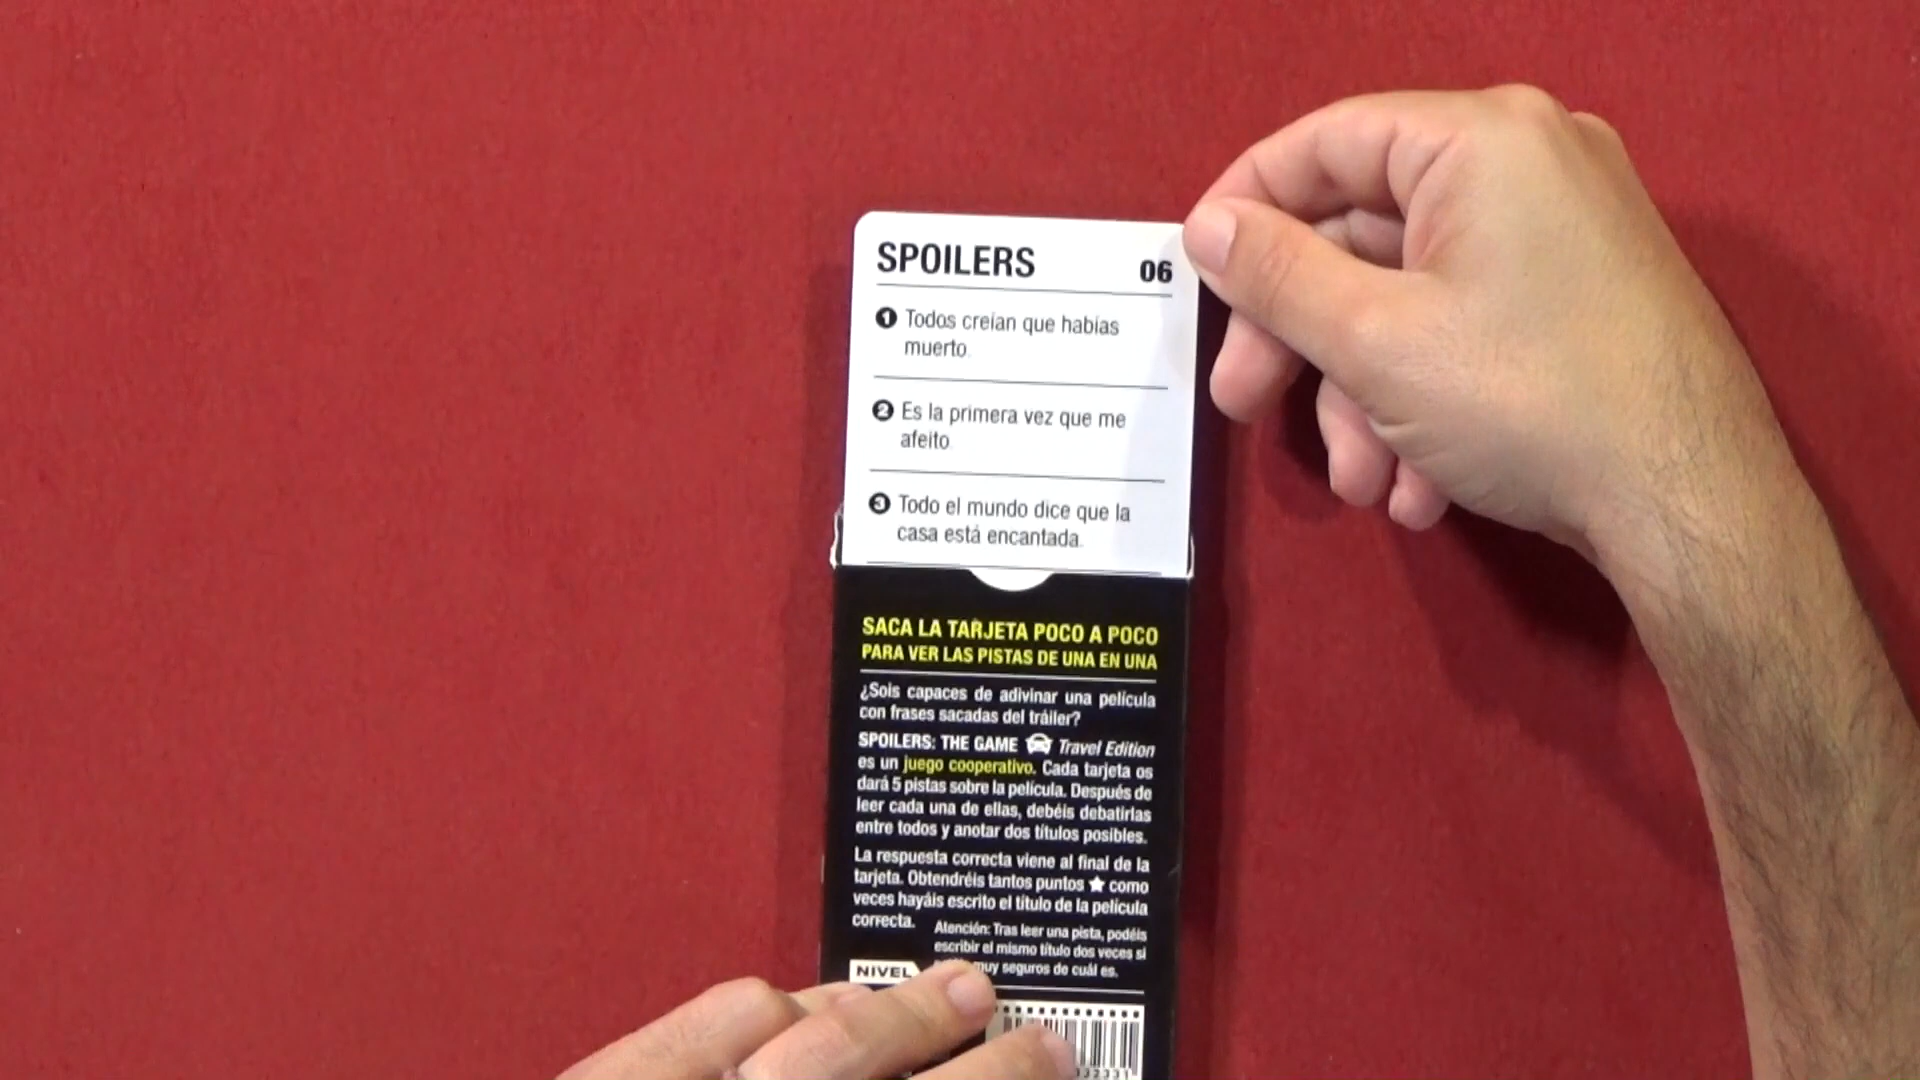 SPOILERS 06
1 Todos creían que habías
muerto.
2 Es la primera vez que me
afeito.
3 Todo el mundo dice que la
casa está encantada.
SACA LA TARJETA POCO A POCO
PARA VER LAS PISTAS DE UNA EN UNA
¿Sois capaces de adivinar una película
con frases sacadas del tráiler?
SPOILERS: THE GAME Travel Edition
es un juego cooperativo. Cada tarjeta os
dará 5 pistas sobre la película. Después de
leer cada una de ellas, debéis debatirlas
entre todos y anotar dos títulos posibles.
La respuesta correcta viene al final de la
tarjeta. Obtendréis tantos puntos ★ como
veces hayáis escrito el título de la película
correcta.
Atención: Tras leer una pista, podéis
escribir el mismo título dos veces si
muy seguros de cuál es.
NIVEL